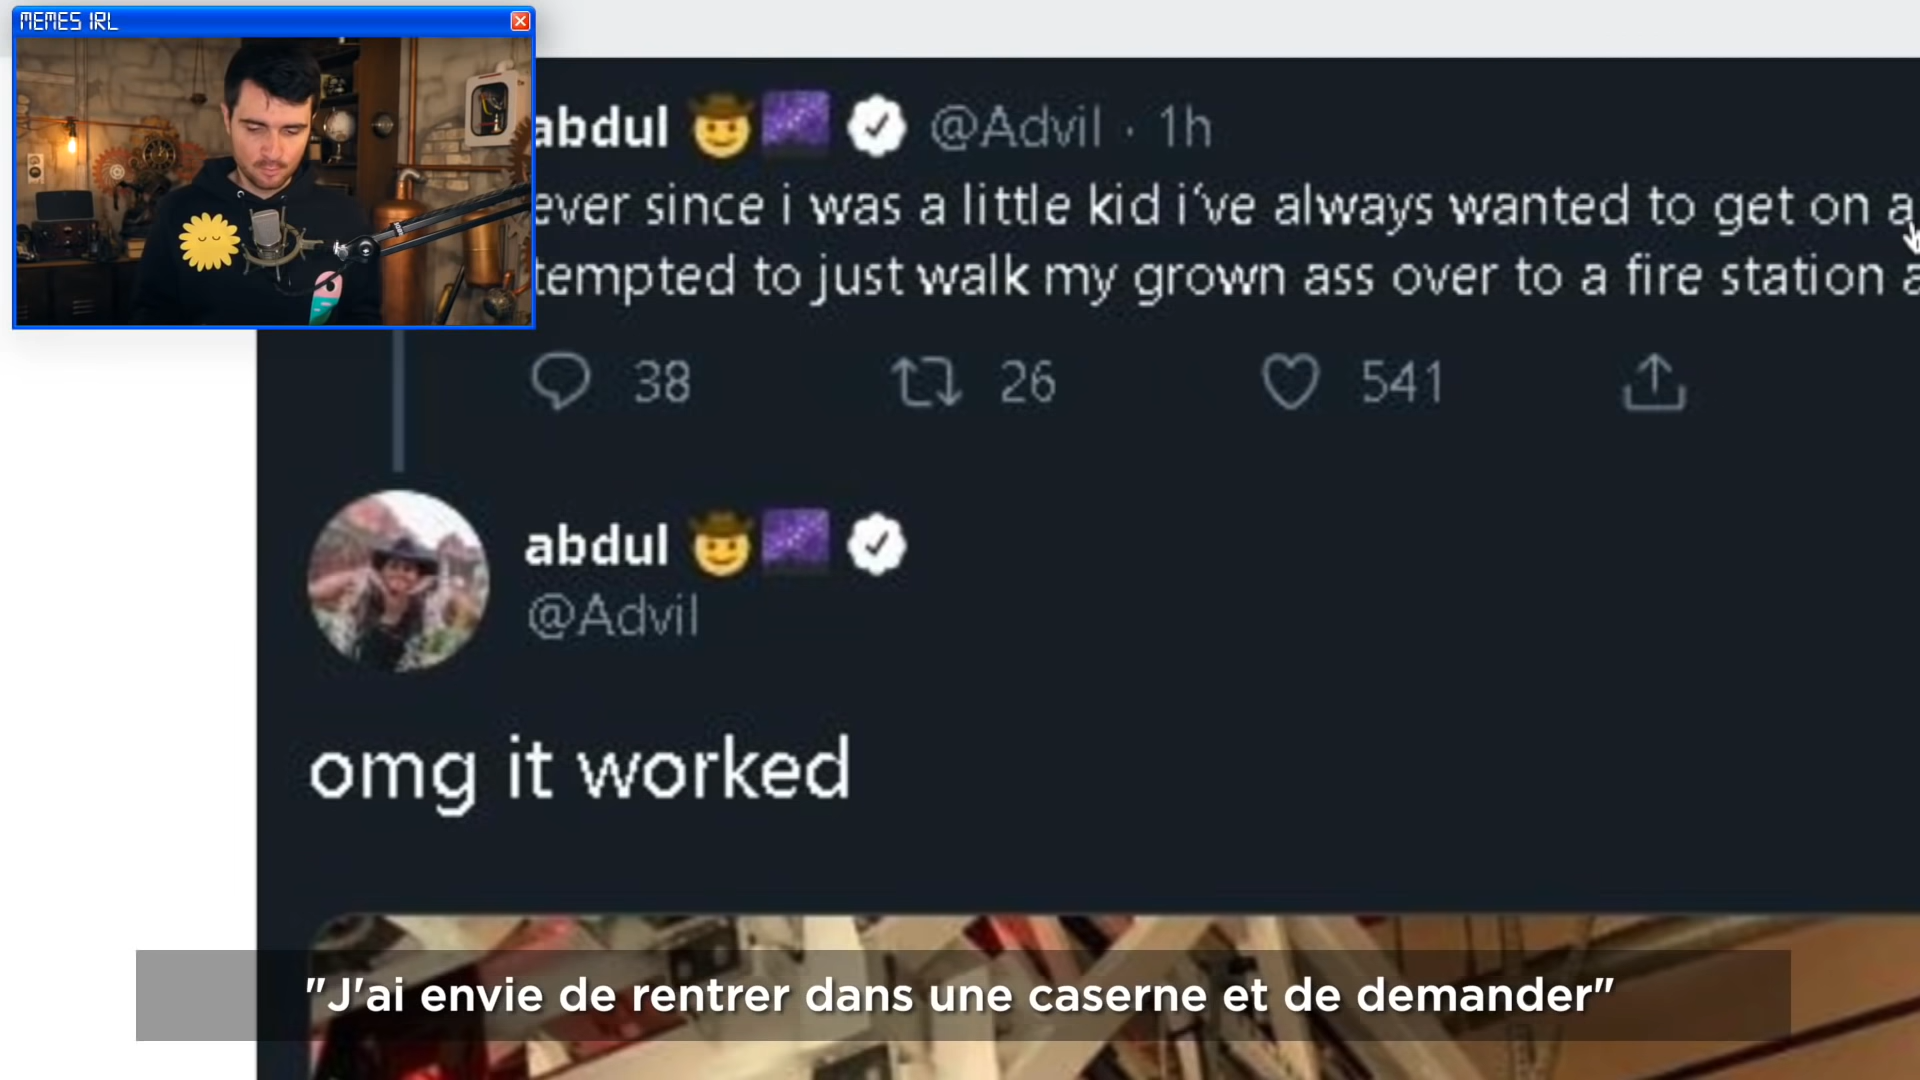 MEMES IRL
abdul @Advil · 1h
ever since i was a little kid i've always wanted to get on a
tempted to just walk my grown ass over to a fire station a
38 26 541
abdul
@Advil
omg it worked
"J'ai envie de rentrer dans une caserne et de demander"